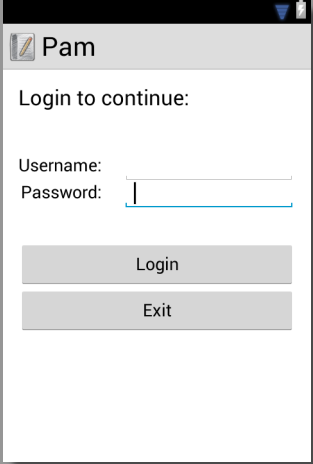 Pam
Login to continue:
Username:
Password:
Login
Exit